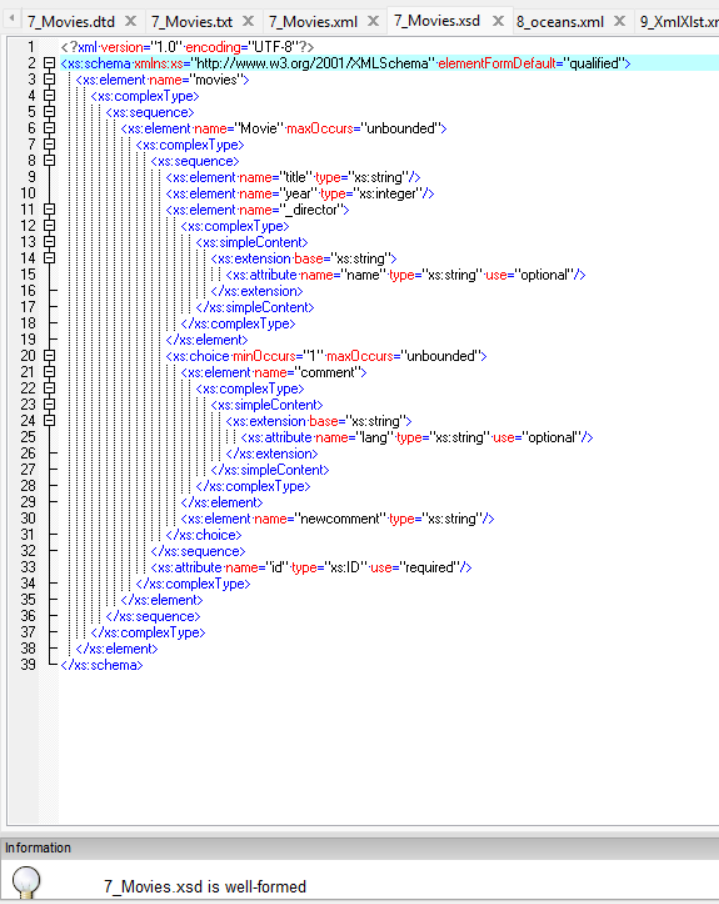 7_Movies.dtd 7_Movies.txt 7_Movies.xml 7_Movies.xsd 8_oceans.xml
1 <?xml version="1.0" encoding="UTF-8"?>
2 <xs:schema xmlns:xs="http://www.w3.org/2001/XMLSchema" elementFormDefault="qualified">
3 <xs:element name="movies">
4 <xs:complexType>
5 <xs:sequence>
6 <xs:element name="Movie" maxOccurs="unbounded">
7 <xs:complexType>
8 <xs:sequence>
9 <xs:element name="title" type="xs:string"/>
10 <xs:element name="year" type="xs:integer"/>
11 <xs:element name="_director">
12 <xs:complexType>
13 <xs:simpleContent>
14 <xs:extension base="xs:string">
15 <xs:attribute name="name" type="xs:string" use="optional"/>
16 </xs:extension>
17 </xs:simpleContent>
18 </xs:complexType>
19 </xs:element>
20 <xs:choice minOccurs="1" maxOccurs="unbounded">
21 <xs:element name="comment">
22 <xs:complexType>
23 <xs:simpleContent>
24 <xs:extension base="xs:string">
25 <xs:attribute name="lang" type="xs:string" use="optional"/>
26 </xs:extension>
27 </xs:simpleContent>
28 </xs:complexType>
29 </xs:element>
30 <xs:element name="newcomment" type="xs:string"/>
31 </xs:choice>
32 </xs:sequence>
33 <xs:attribute name="id" type="xs:ID" use="required"/>
34 </xs:complexType>
35 </xs:element>
36 </xs:sequence>
37 </xs:complexType>
38 </xs:element>
39 </xs:schema>
Information
7_Movies.xsd is well-formed